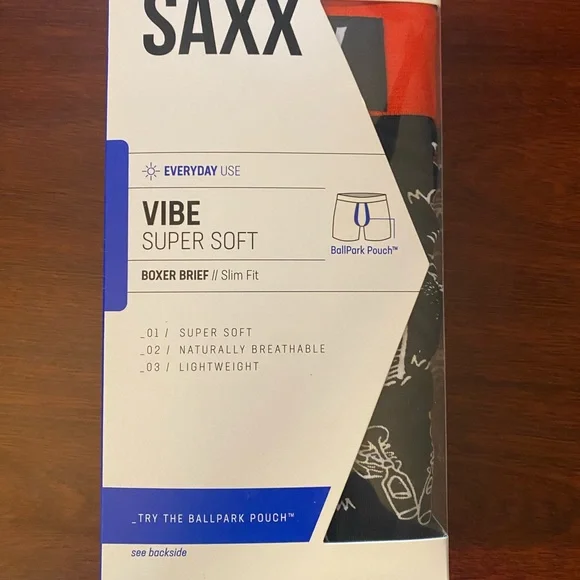 SAXX
EVERYDAY USE
VIBE
SUPER SOFT
BallPark Pouch™
BOXER BRIEF // Slim Fit
_01 / SUPER SOFT
_02 / NATURALLY BREATHABLE
_03 / LIGHTWEIGHT
_TRY THE BALLPARK POUCH™
see backside